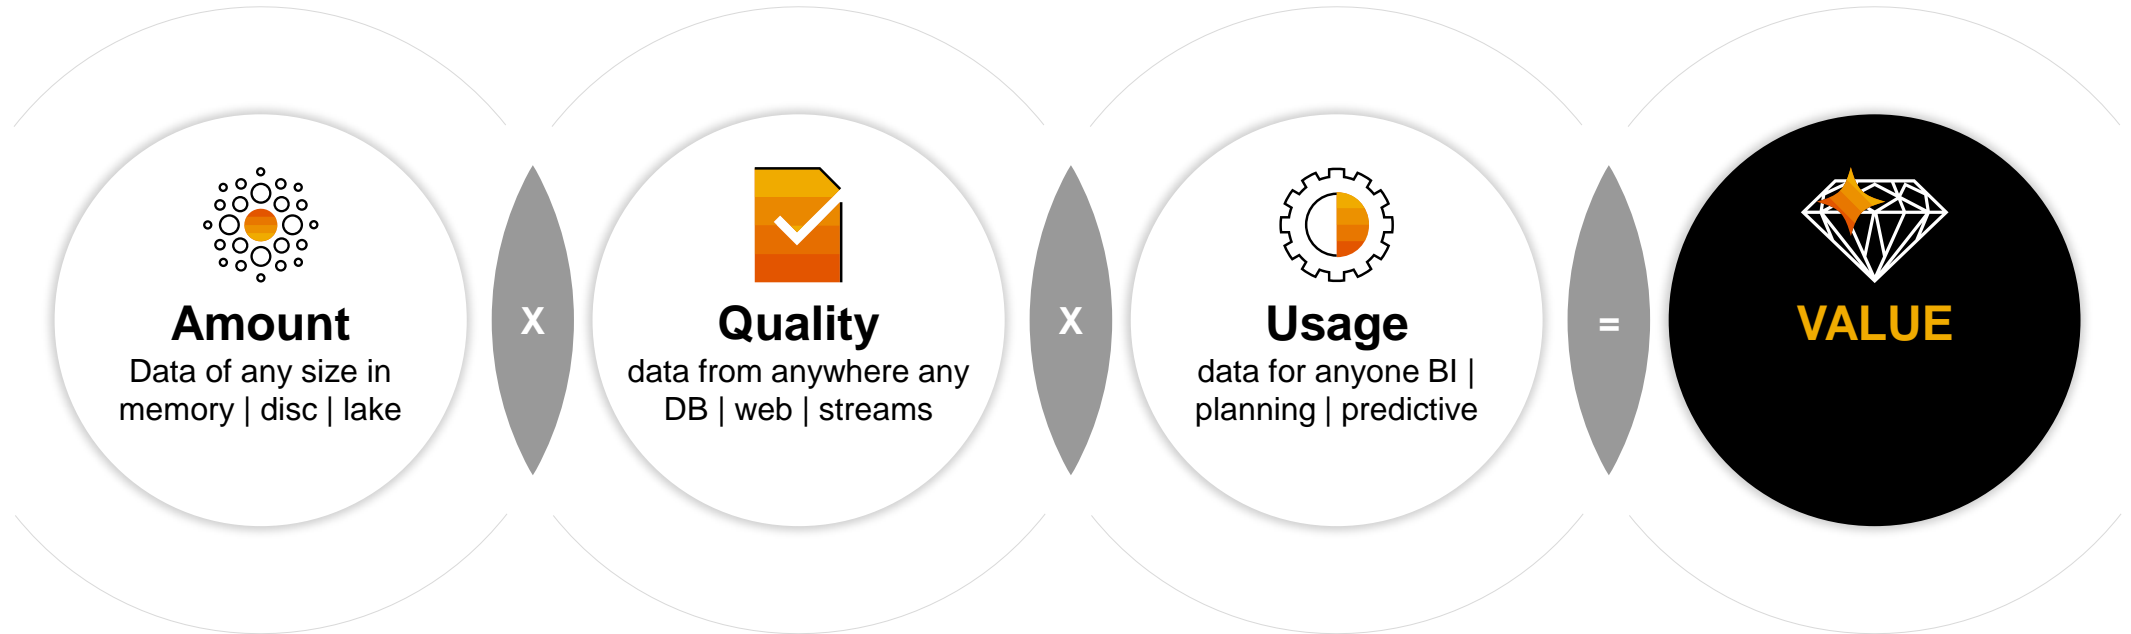 Amount
Data of any size in
memory | disc | lake
X
Quality
data from anywhere any
DB | web | streams
X
Usage
data for anyone BI |
planning | predictive
=
VALUE